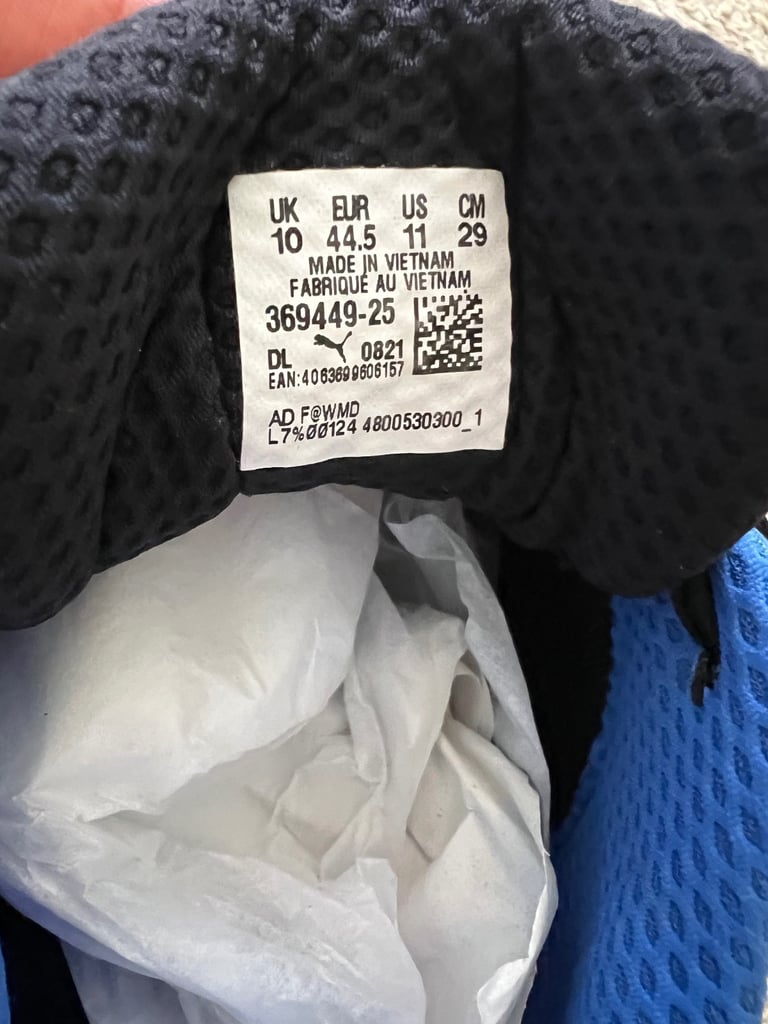 UK EUR US CM
10 44.5 11 29
MADE IN VIETNAM
FABRIQUÉ AU VIETNAM
369449-25
DL 0821
EAN:4063699606157
AD F@WMD
L7%00124 4800530300_1